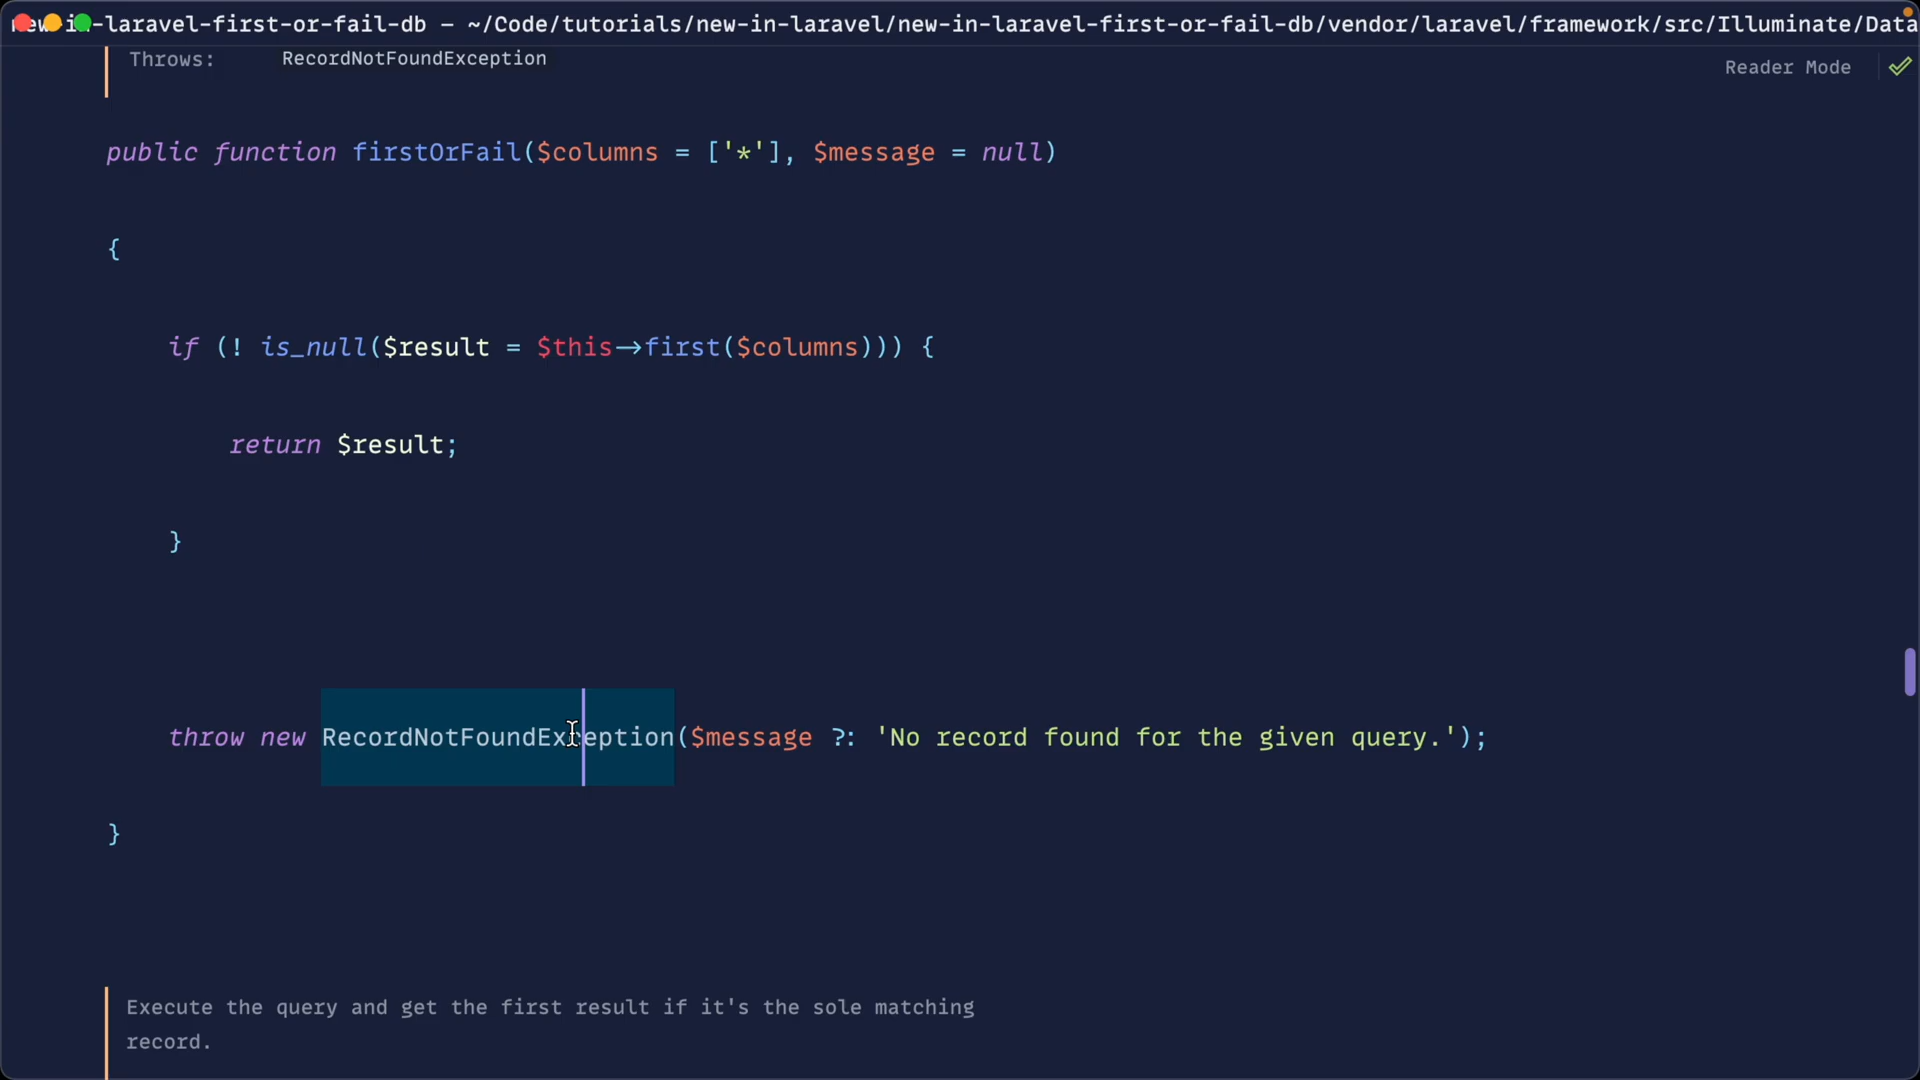 new-in-laravel-first-or-fail-db – ~/Code/tutorials/new-in-laravel/new-in-laravel-first-or-fail-db/vendor/laravel/framework/src/Illuminate/Data
Throws: RecordNotFoundException
Reader Mode
public function firstOrFail($columns = ['*'], $message = null)
{
if (! is_null($result = $this->first($columns))) {
return $result;
}
throw new RecordNotFoundException($message ?: 'No record found for the given query.');
}
Execute the query and get the first result if it's the sole matching
record.